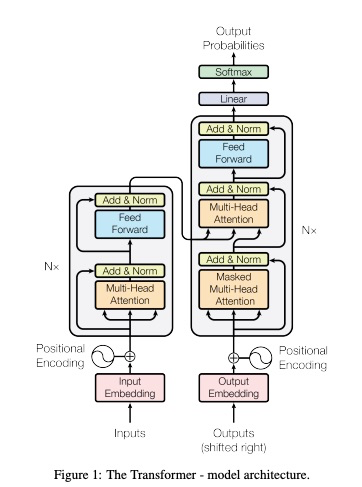 Output
Probabilities
Softmax
Linear
Add & Norm
Feed
Forward
Add & Norm
Multi-Head
Attention
Add & Norm
Masked
Multi-Head
Attention
N×
Add & Norm
Feed
Forward
Add & Norm
Multi-Head
Attention
N×
Positional
Encoding
Positional
Encoding
Input
Embedding
Output
Embedding
Inputs
Outputs
(shifted right)
Figure 1: The Transformer - model architecture.